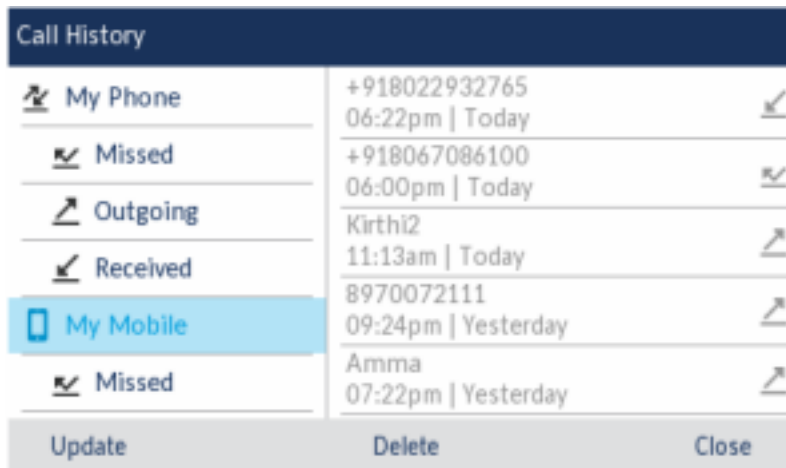 Call History
My Phone
Missed
Outgoing
Received
My Mobile
Missed
+918022932765
06:22pm | Today
+918067086100
06:00pm | Today
Kirthi2
11:13am | Today
8970072111
09:24pm | Yesterday
Amma
07:22pm | Yesterday
Update Delete Close